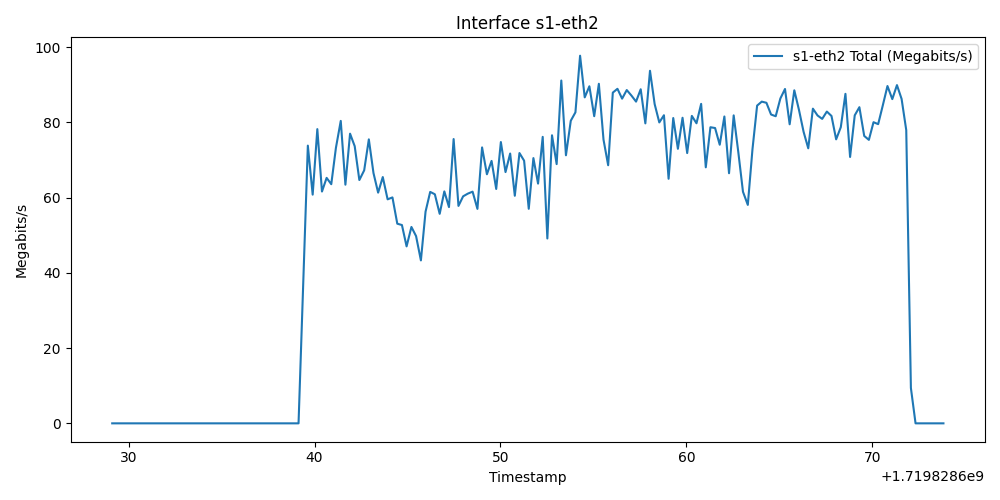 Interface s1-eth2
s1-eth2 Total (Megabits/s)
Megabits/s
100
80
60
40
20
0
30 40 50 60 70
Timestamp
+1.7198286e9